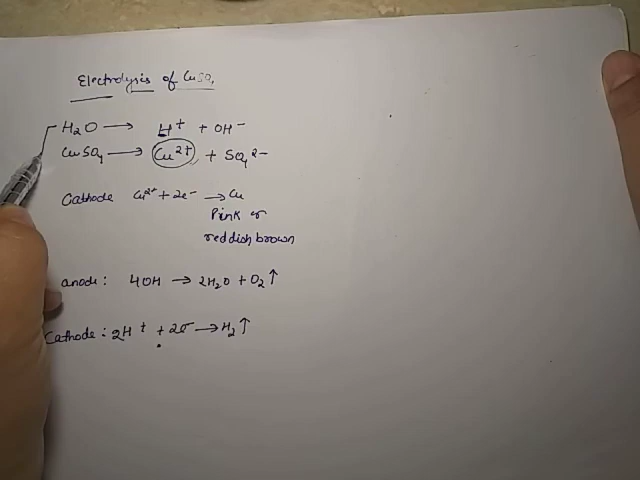 Electrolysis of CuSO4
H2O → H+ + OH−
CuSO4 → Cu2+ + SO4 2−
Cathode Cu2+ + 2e− → Cu
Pink or
reddish brown
anode: 4OH → 2H2O + O2 ↑
Cathode: 2H+ + 2e− → H2 ↑